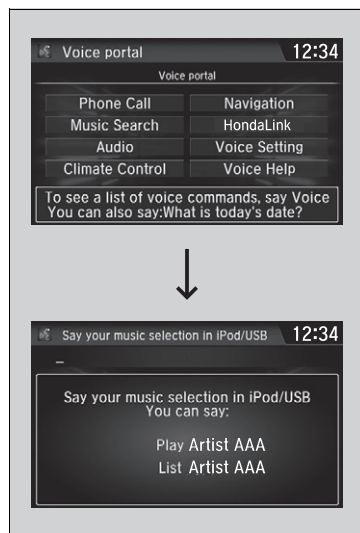 Voice portal 12:34
Voice portal
Phone Call Navigation
Music Search HondaLink
Audio Voice Setting
Climate Control Voice Help
To see a list of voice commands, say Voice
You can also say:What is today's date?
Say your music selection in iPod/USB 12:34
Say your music selection in iPod/USB
You can say:
Play Artist AAA
List Artist AAA